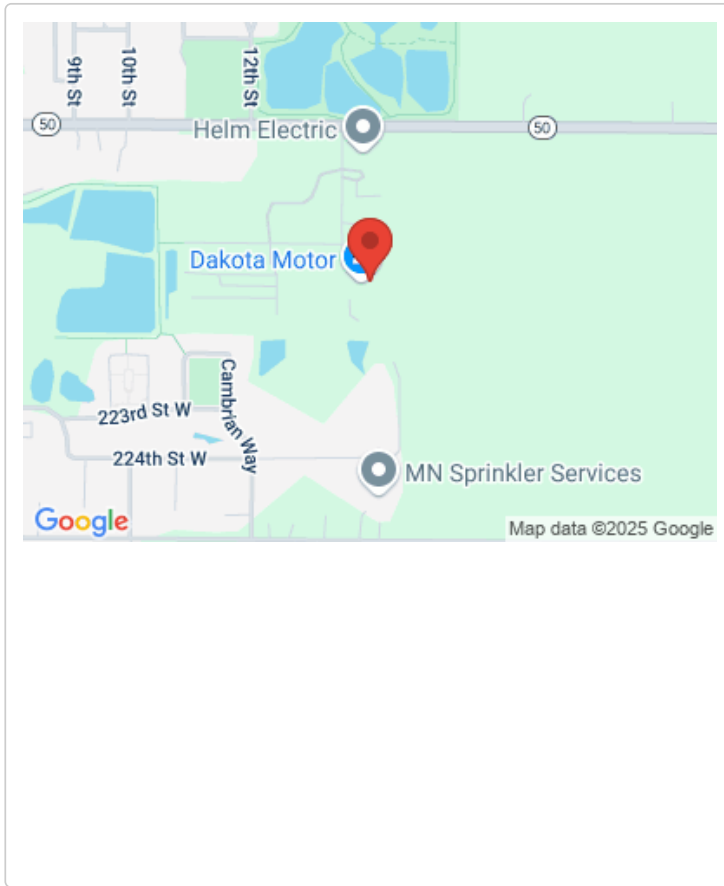 9th St
10th St
12th St
50
Helm Electric
50
Dakota Motor
Cambrian Way
223rd St W
224th St W
MN Sprinkler Services
Google
Map data ©2025 Google